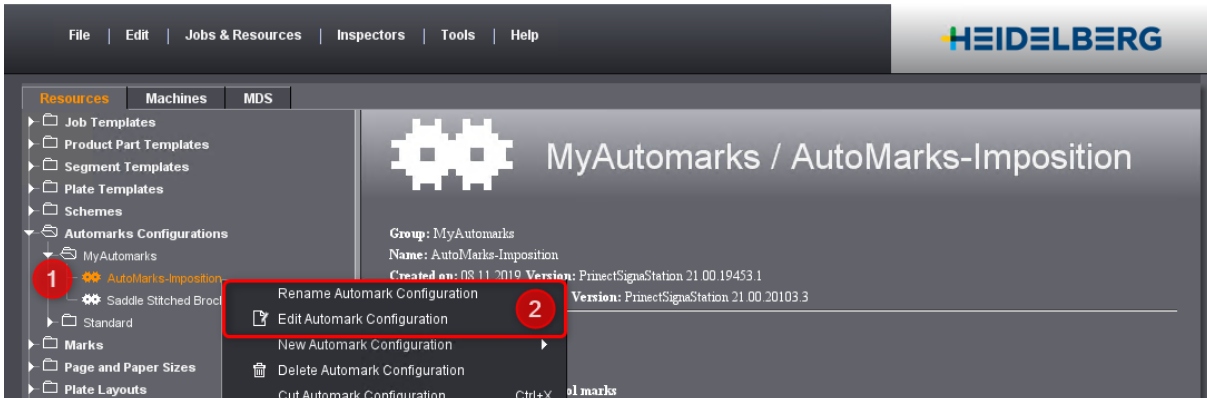 File | Edit | Jobs & Resources | Inspectors | Tools | Help
HEIDELBERG
Resources Machines MDS
Job Templates
Product Part Templates
Segment Templates
Plate Templates
Schemes
Automarks Configurations
MyAutomarks
1
AutoMarks-Imposition
Saddle Stitched Broc
Standard
Marks
Page and Paper Sizes
Plate Layouts
Rename Automark Configuration
2
Edit Automark Configuration
New Automark Configuration
Delete Automark Configuration
Cut Automark Configuration Ctrl+X
MyAutomarks / AutoMarks-Imposition
Group: MyAutomarks
Name: AutoMarks-Imposition
Created on: 08.11.2019 Version: PrinectSignaStation 21.00.19453.1
Version: PrinectSignaStation 21.00.20103.3
ol marks